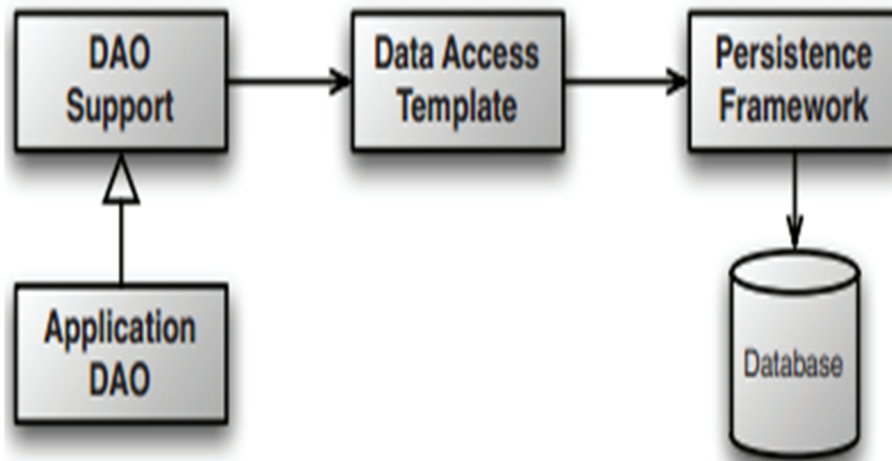 DAO
Support
Data Access
Template
Persistence
Framework
Application
DAO
Database